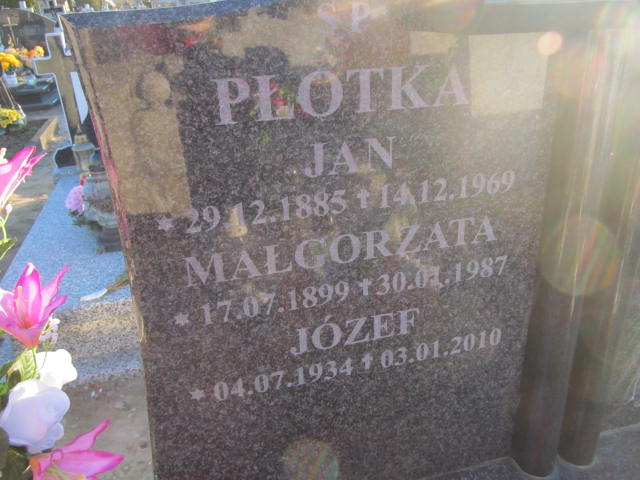 ŚP
PŁOTKA
JAN
* 29.12.1885 † 14.12.1969
MAŁGORZATA
* 17.07.1899 † 30.01.1987
JÓZEF
* 04.07.1934 † 03.01.2010